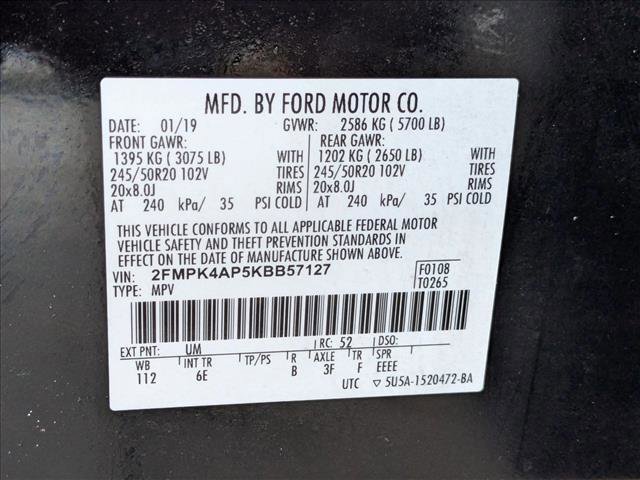 MFD. BY FORD MOTOR CO.
DATE: 01/19 GVWR: 2586 KG ( 5700 LB)
FRONT GAWR: REAR GAWR:
1395 KG ( 3075 LB) WITH 1202 KG ( 2650 LB) WITH
245/50R20 102V TIRES 245/50R20 102V TIRES
20x8.0J RIMS 20x8.0J RIMS
AT 240 kPa/ 35 PSI COLD AT 240 kPa/ 35 PSI COLD
THIS VEHICLE CONFORMS TO ALL APPLICABLE FEDERAL MOTOR
VEHICLE SAFETY AND THEFT PREVENTION STANDARDS IN
EFFECT ON THE DATE OF MANUFACTURE SHOWN ABOVE.
VIN: 2FMPK4AP5KBB57127 F0108
TYPE: MPV T0265
EXT PNT: UM RC: 52 DSO:
WB INT TR TP/PS R AXLE TR SPR
112 6E B 3F F EEEE
UTC ▽ 5U5A-1520472-BA